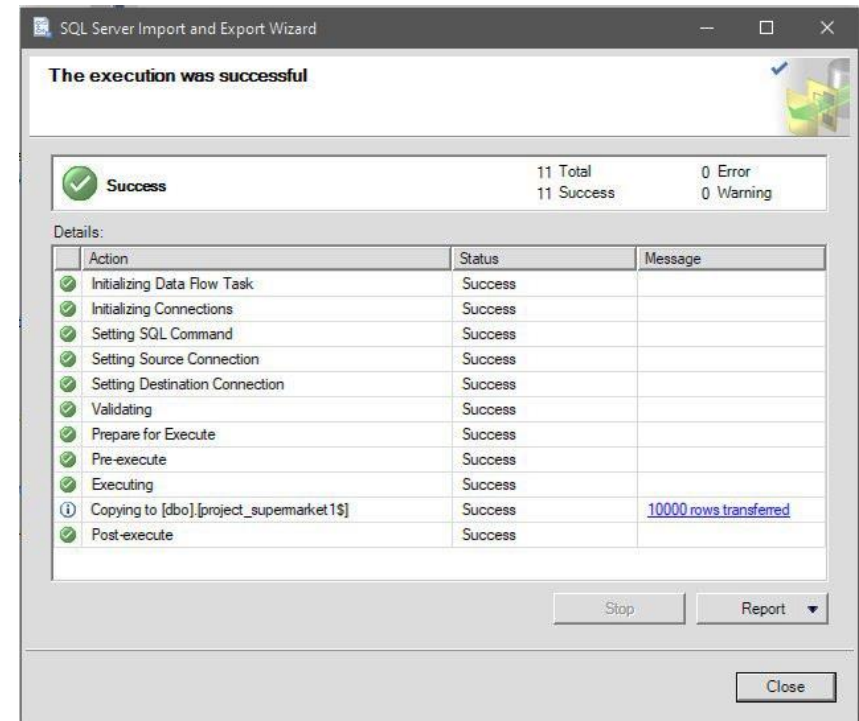 SQL Server Import and Export Wizard
The execution was successful
Success
11 Total 0 Error
11 Success 0 Warning
Details:
Action Status Message
Initializing Data Flow Task Success
Initializing Connections Success
Setting SQL Command Success
Setting Source Connection Success
Setting Destination Connection Success
Validating Success
Prepare for Execute Success
Pre-execute Success
Executing Success
Copying to [dbo].[project_supermarket1$] Success 10000 rows transferred
Post-execute Success
Stop Report
Close